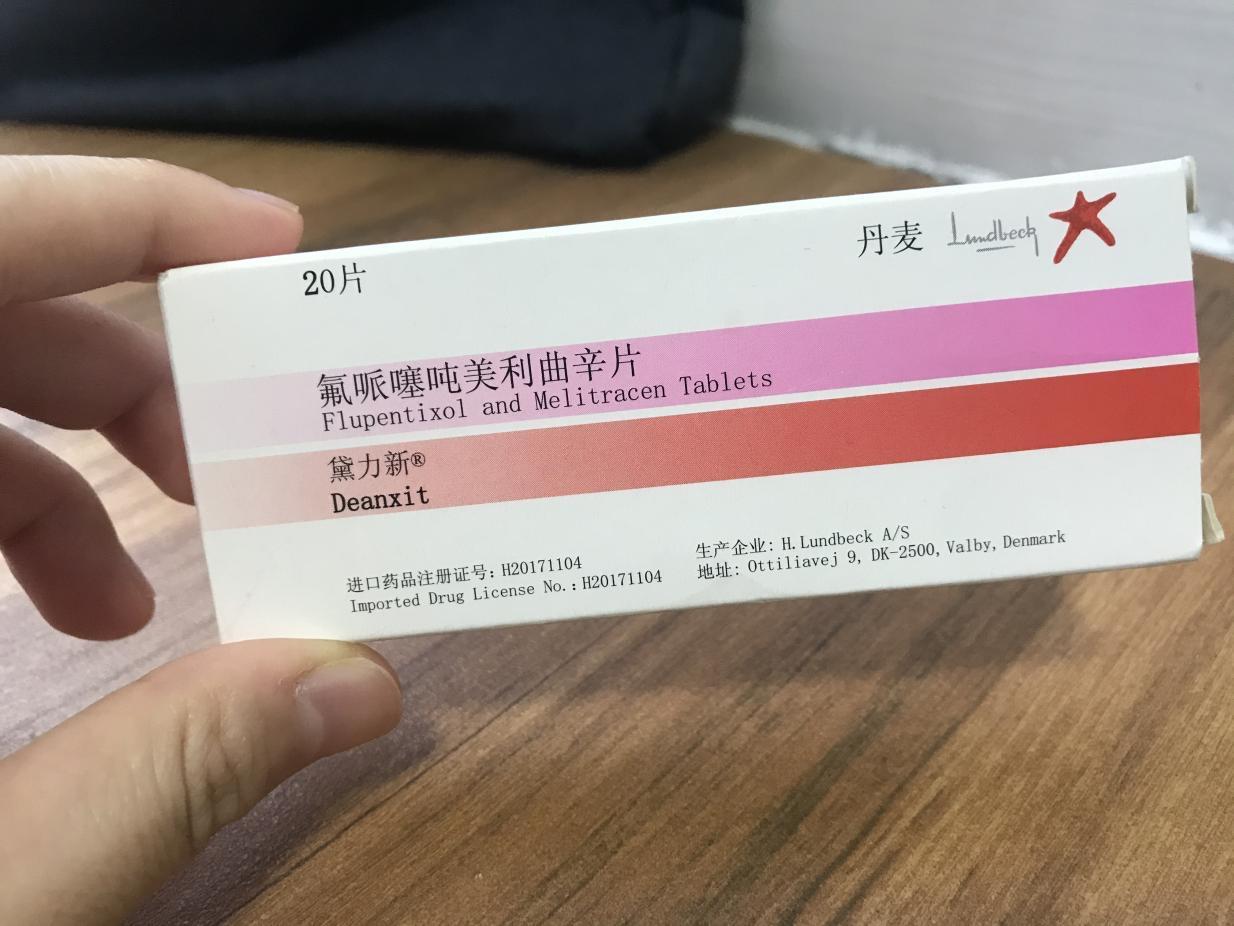 20片
丹麦 Lundbeck
氟哌噻吨美利曲辛片
Flupentixol and Melitracen Tablets
黛力新®
Deanxit
进口药品注册证号: H20171104
Imported Drug License No.: H20171104
生产企业: H.Lundbeck A/S
地址: Ottiliavej 9, DK-2500, Valby, Denmark